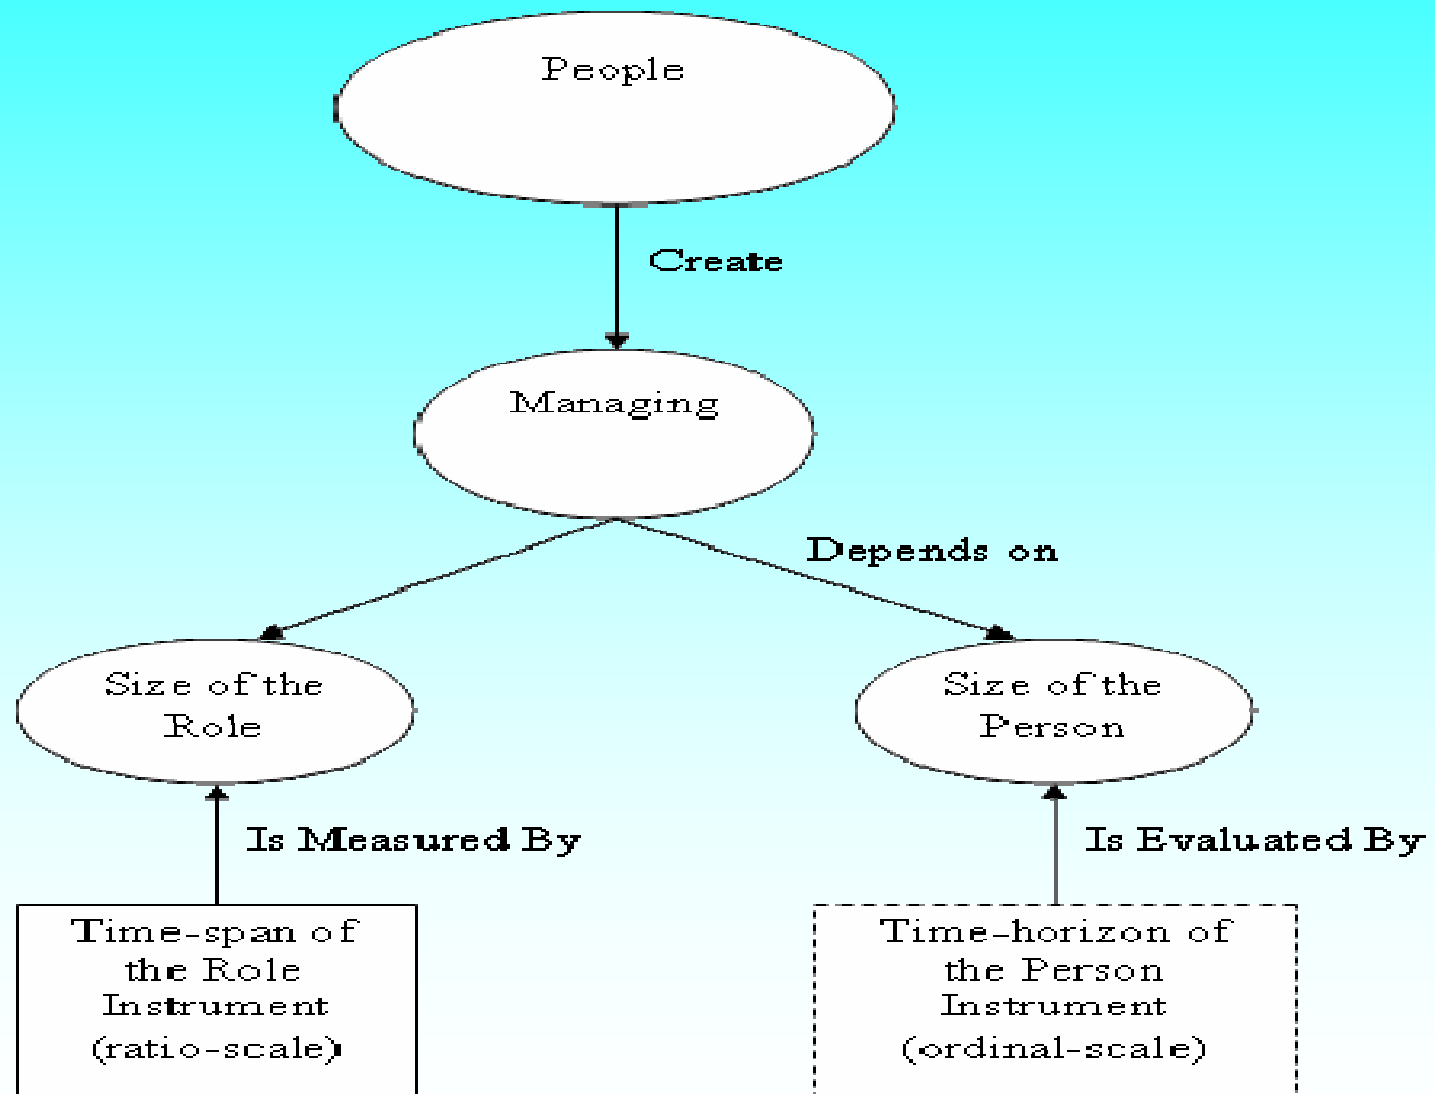 People
Create
Managing
Depends on
Size of the
Role
Size of the
Person
Is Measured By
Is Evaluated By
Time-span of
the Role
Instrument
(ratio-scale)
Time-horizon of
the Person
Instrument
(ordinal-scale)